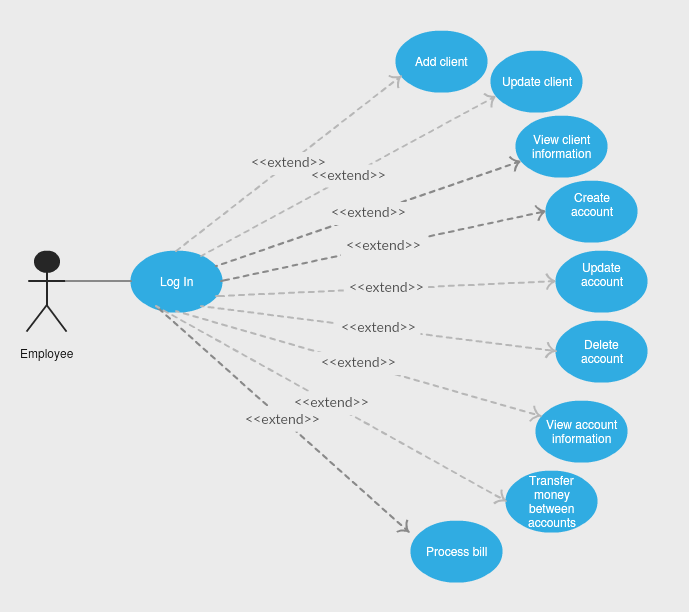 Add client
Update client
<<extend>>
View client
information
<<extend>>
Create
account
<<extend>>
<<extend>>
Log In
Update
account
<<extend>>
<<extend>>
Employee
Delete
account
<<extend>>
<<extend>>
<<extend>>
View account
information
Transfer
money
between
accounts
Process bill